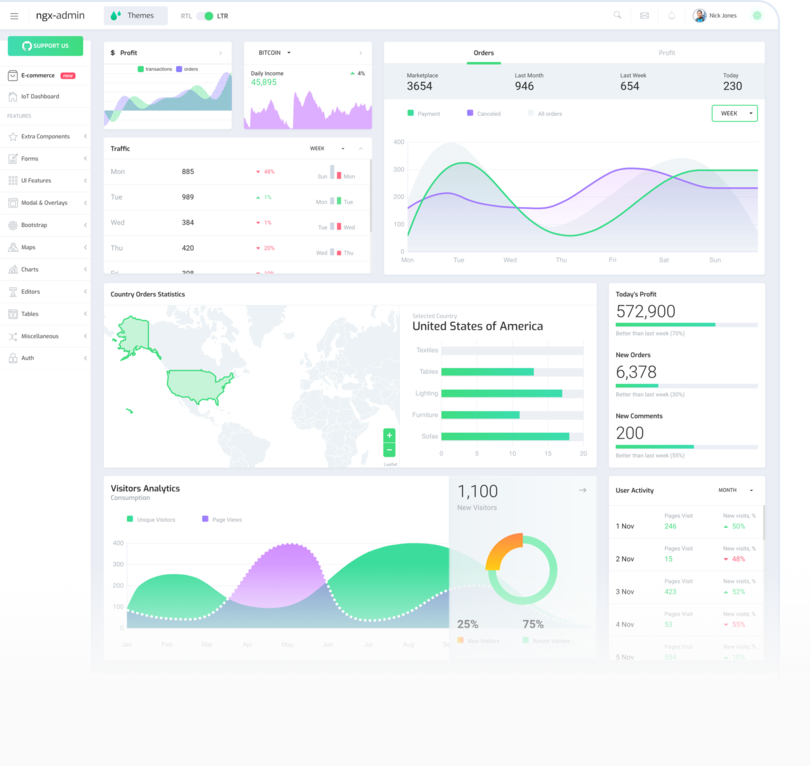 ngx-admin
Themes
RTL LTR
Nick Jones
SUPPORT US
E-commerce new
IoT Dashboard
FEATURES
Extra Components
Forms
UI Features
Modal & Overlays
Bootstrap
Maps
Charts
Editors
Tables
Miscellaneous
Auth
$ Profit
transactions orders
BITCOIN
Daily Income
45,895
4%
Traffic
WEEK
Mon 885 48% Sun Mon
Tue 989 1% Mon Tue
Wed 384 1% Tue Wed
Thu 420 20% Wed Thu
Orders Profit
Marketplace Last Month Last Week Today
3654 946 654 230
Payment Canceled All orders
WEEK
400
300
200
100
0
Mon Tue Wed Thu Fri Sat Sun
Country Orders Statistics
+
−
Leaflet
Selected Country
United States of America
Textiles
Tables
Lighting
Furniture
Sofas
0 5 10 15 20
Today's Profit
572,900
Better than last week (70%)
New Orders
6,378
Better than last week (30%)
New Comments
200
Better than last week (55%)
Visitors Analytics
Consumption
Unique Visitors Page Views
400
300
200
100
0
Jan Feb Mar Apr May Jun Jul Aug
1,100
New Visitors
25% 75%
New Visitors Return Visitors
User Activity
MONTH
Pages Visit New visits, %
1 Nov 246 50%
Pages Visit New visits, %
2 Nov 15 48%
Pages Visit New visits, %
3 Nov 423 52%
Pages Visit New visits, %
4 Nov 53 55%
Pages Visit New visits, %
5 Nov